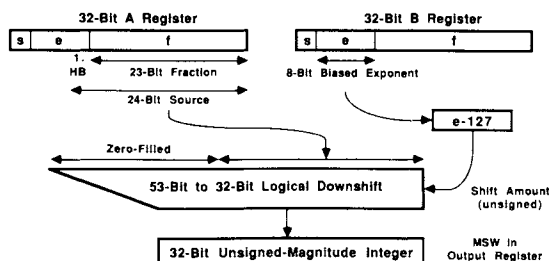 32-Bit A Register
32-Bit B Register
s e f
s e f
1.
HB
23-Bit Fraction
8-Bit Biased Exponent
24-Bit Source
e-127
Zero-Filled
53-Bit to 32-Bit Logical Downshift
Shift Amount
(unsigned)
32-Bit Unsigned-Magnitude Integer
MSW in
Output Register